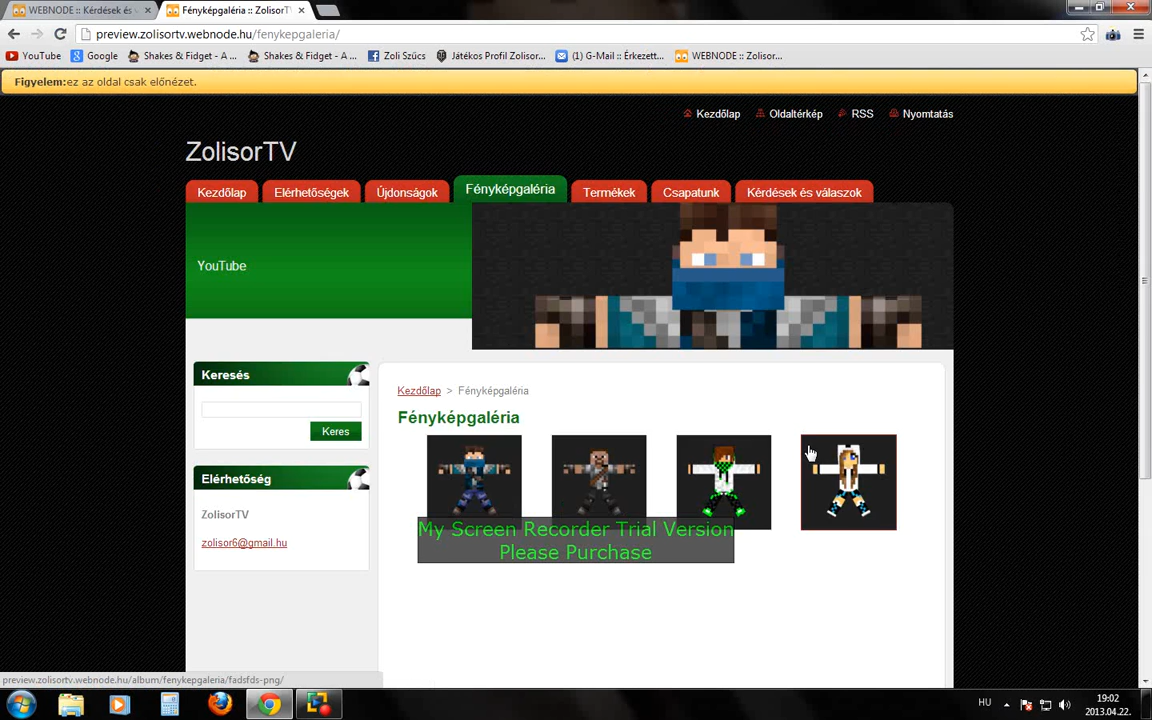 WEBNODE :: Kérdések és
Fényképgaléria :: ZolisorTV
preview.zolisortv.webnode.hu/fenykepgaleria/
YouTube
Google
Shakes & Fidget - A ...
Shakes & Fidget - A ...
Zoli Szúcs
Játékos Profil Zolisor...
(1) G-Mail :: Érkezett...
WEBNODE :: Zolisor...
Figyelem:ez az oldal csak előnézet.
Kezdőlap
Oldaltérkép
RSS
Nyomtatás
ZolisorTV
Kezdőlap
Elérhetőségek
Újdonságok
Fényképgaléria
Termékek
Csapatunk
Kérdések és válaszok
YouTube
Keresés
Keres
Elérhetőség
ZolisorTV
zolisor6@gmail.hu
Kezdőlap > Fényképgaléria
Fényképgaléria
My Screen Recorder Trial Version
Please Purchase
preview.zolisortv.webnode.hu/album/fenykepgaleria/fadsfds-png/
HU
19:02
2013.04.22.